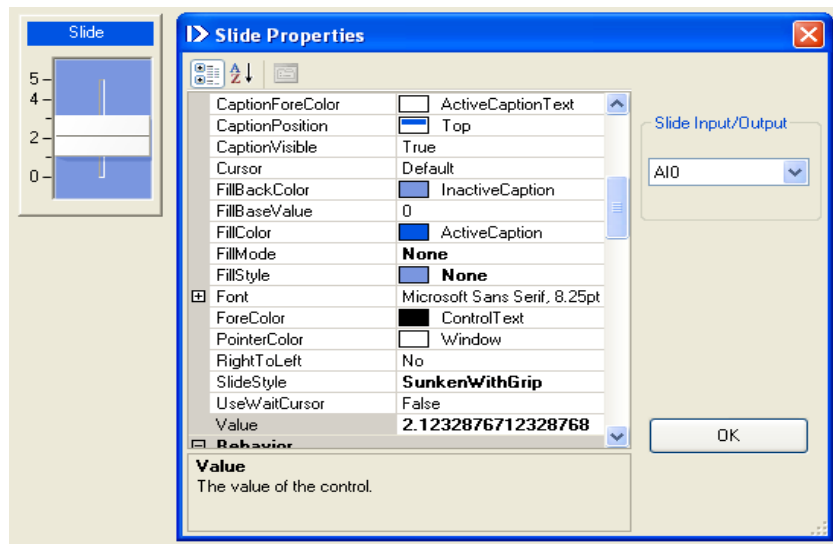 Slide
5
4
2
0
Slide Properties
CaptionForeColor ActiveCaptionText
CaptionPosition Top
CaptionVisible True
Cursor Default
FillBackColor InactiveCaption
FillBaseValue 0
FillColor ActiveCaption
FillMode None
FillStyle None
Font Microsoft Sans Serif, 8.25pt
ForeColor ControlText
PointerColor Window
RightToLeft No
SlideStyle SunkenWithGrip
UseWaitCursor False
Value 2.1232876712328768
Behavior
Value
The value of the control.
Slide Input/Output
AI0
OK